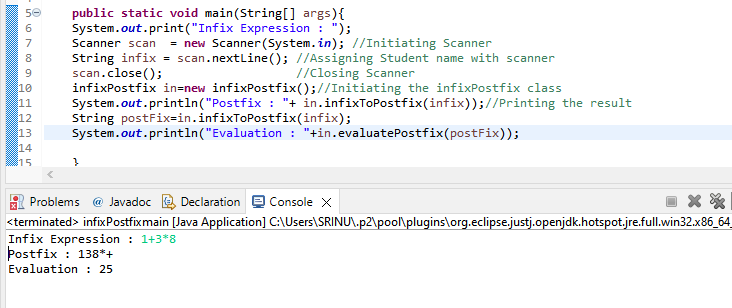 5 public static void main(String[] args){
6 System.out.print("Infix Expression : ");
7 Scanner scan  = new Scanner(System.in); //Initiating Scanner
8 String infix = scan.nextLine(); //Assigning Student name with scanner
9 scan.close();                   //Closing Scanner
10 infixPostfix in=new infixPostfix();//Initiating the infixPostfix class
11 System.out.println("Postfix : "+ in.infixToPostfix(infix));//Printing the result
12 String postFix=in.infixToPostfix(infix);
13 System.out.println("Evaluation : "+in.evaluatePostfix(postFix));
14
15 }
Problems @ Javadoc Declaration Console
<terminated> infixPostfixmain [Java Application] C:\Users\SRINU\.p2\pool\plugins\org.eclipse.justj.openjdk.hotspot.jre.full.win32.x86_64_
Infix Expression : 1+3*8
Postfix : 138*+
Evaluation : 25